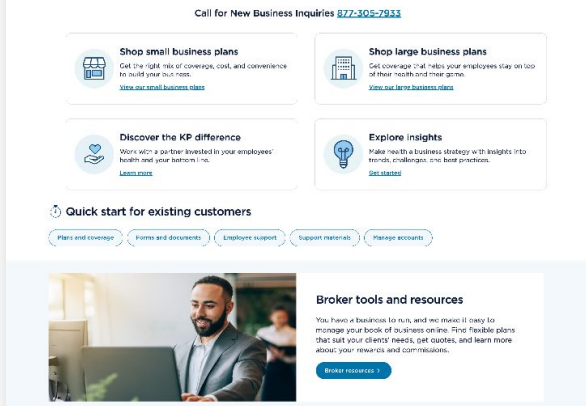 Call for New Business Inquiries 877-305-7933
Shop small business plans
Get the right mix of coverage, cost, and convenience
to build your business.
View our small business plans
Shop large business plans
Get coverage that helps your employees stay on top
of their health and their game.
View our large business plans
Discover the KP difference
Work with a partner invested in your employees'
health and your bottom line.
Learn more
Explore insights
Make health a business strategy with insights into
trends, challenges, and best practices.
Get started
Quick start for existing customers
Plans and coverage
Forms and documents
Employee support
Support materials
Manage accounts
Broker tools and resources
You have a business to run, and we make it easy to
manage your book of business online. Find flexible plans
that suit your clients' needs, get quotes, and learn more
about your rewards and commissions.
Broker resources >